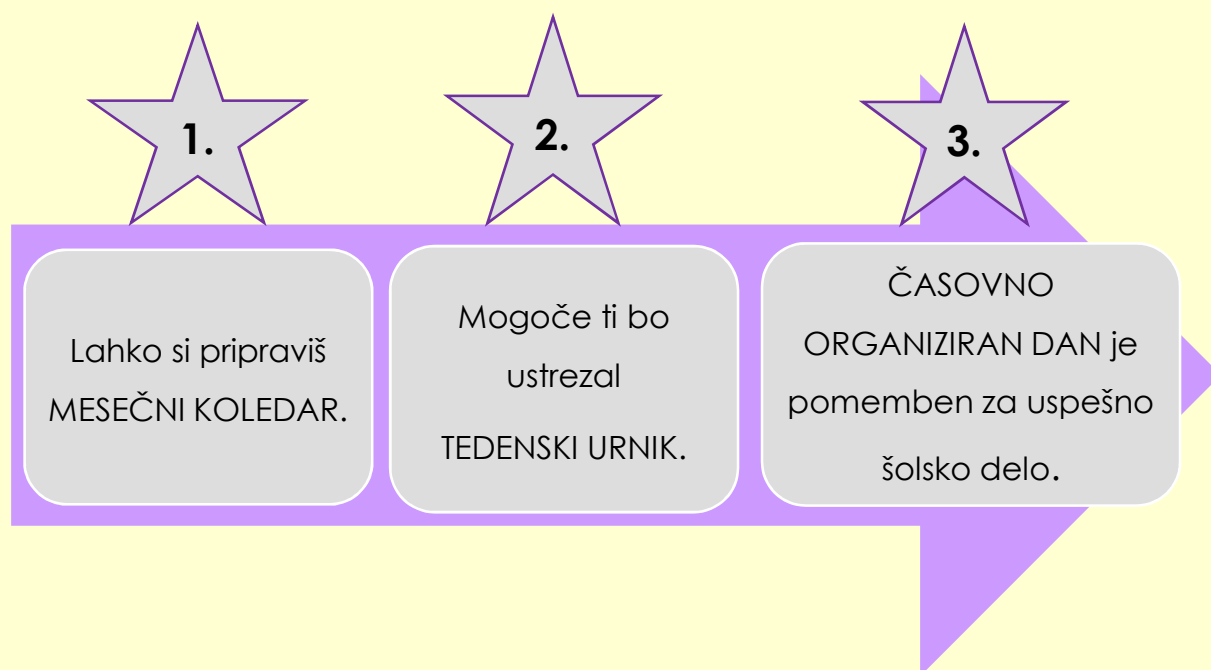 1.
Lahko si pripraviš
MESEČNI KOLEDAR.
2.
Mogoče ti bo
ustrezal
TEDENSKI URNIK.
3.
ČASOVNO
ORGANIZIRAN DAN je
pomemben za uspešno
šolsko delo.